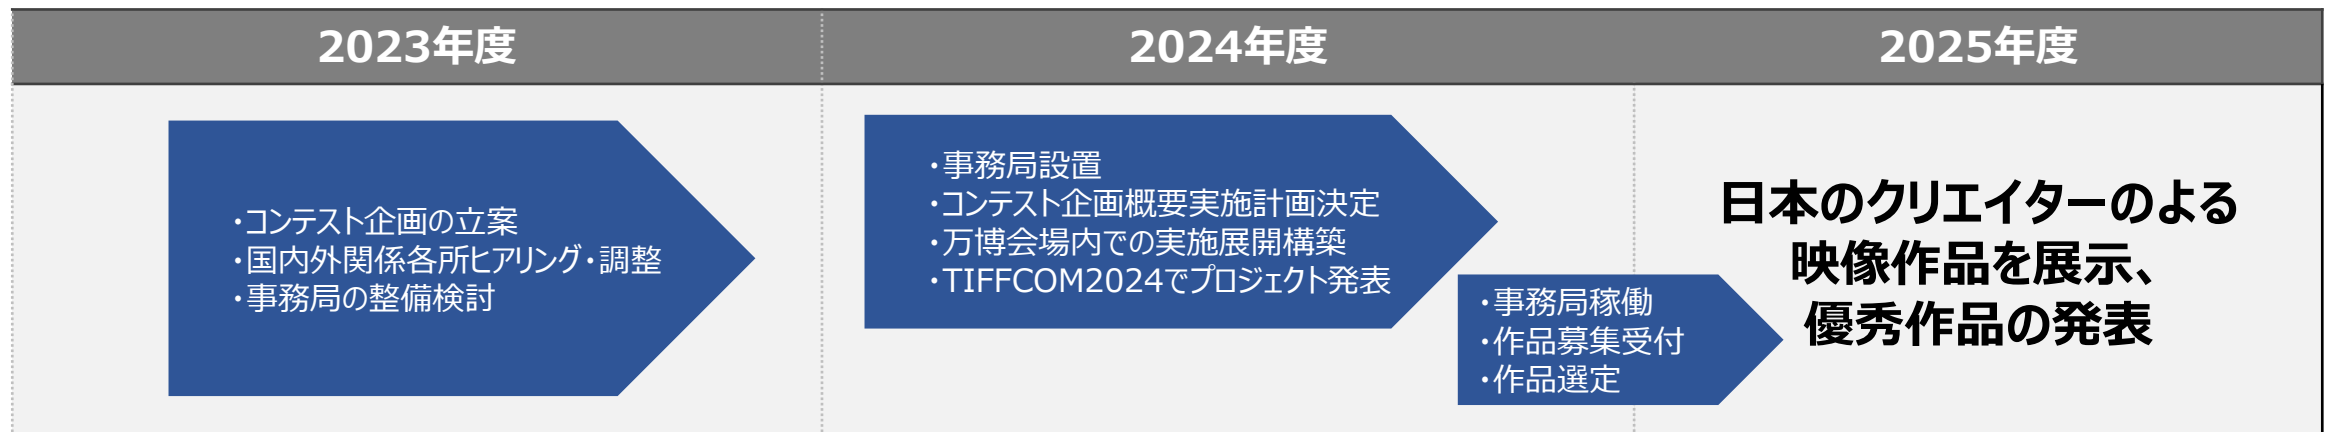 2023年度
2024年度
2025年度
・コンテスト企画の立案
・国内外関係各所ヒアリング・調整
・事務局の整備検討
・事務局設置
・コンテスト企画概要実施計画決定
・万博会場内での実施展開構築
・TIFFCOM2024でプロジェクト発表
・事務局稼働
・作品募集受付
・作品選定
日本のクリエイターのよる
映像作品を展示、
優秀作品の発表